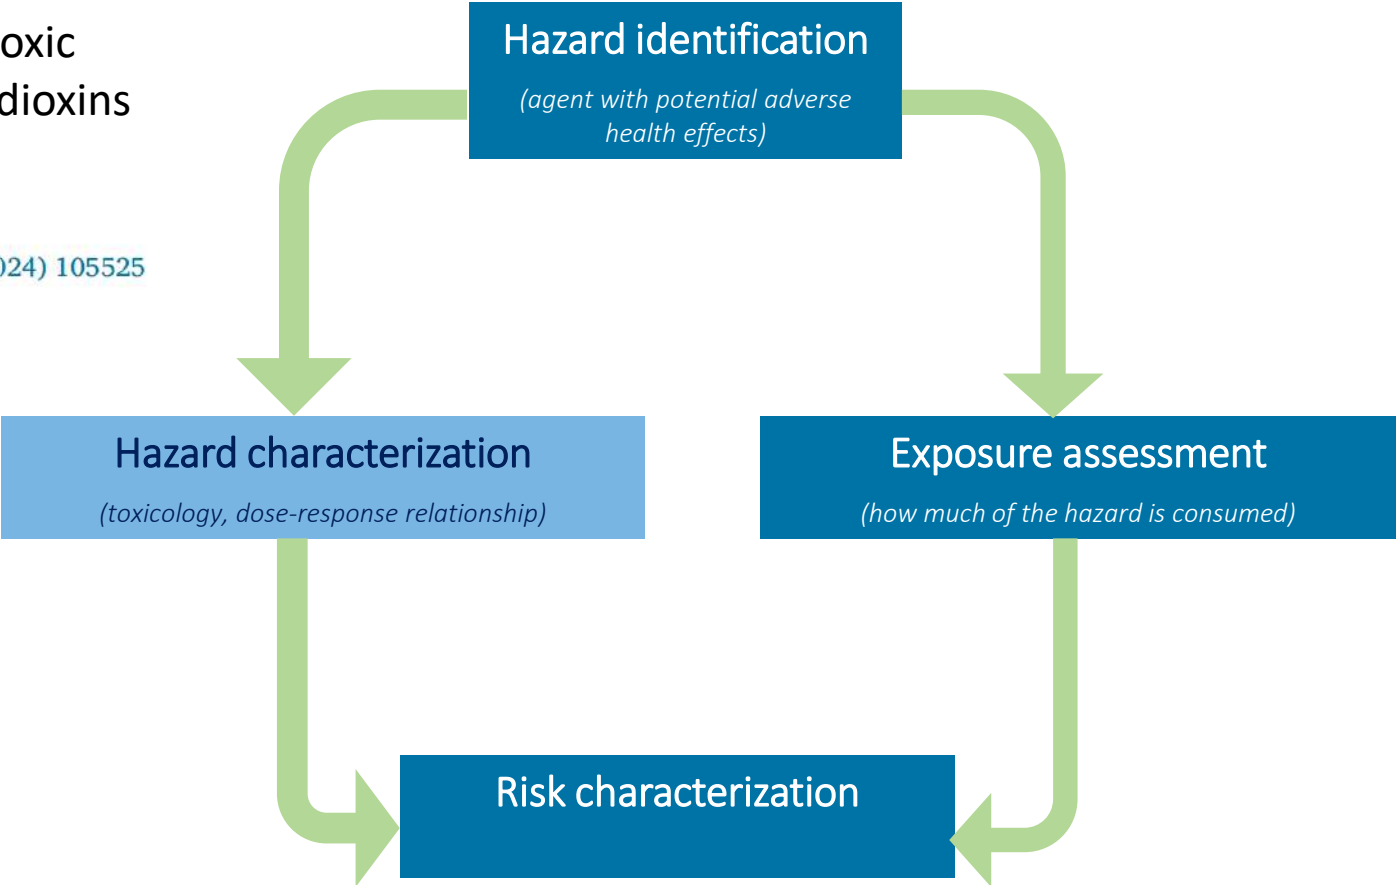 oxic
dioxins
024) 105525
Hazard identification
(agent with potential adverse
health effects)
Hazard characterization
(toxicology, dose-response relationship)
Exposure assessment
(how much of the hazard is consumed)
Risk characterization